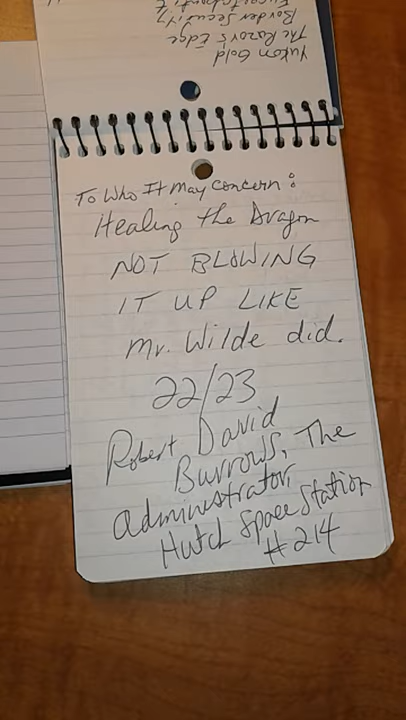 Yukon Gold
The Razor's Edge
Border Security
To Who It May Concern:
Healing the Dragon
NOT BLOWING
IT UP LIKE
Mr. Wilde did.
22/23
Robert David
Burrows, The
administrator,
Hutch Space Station
#214